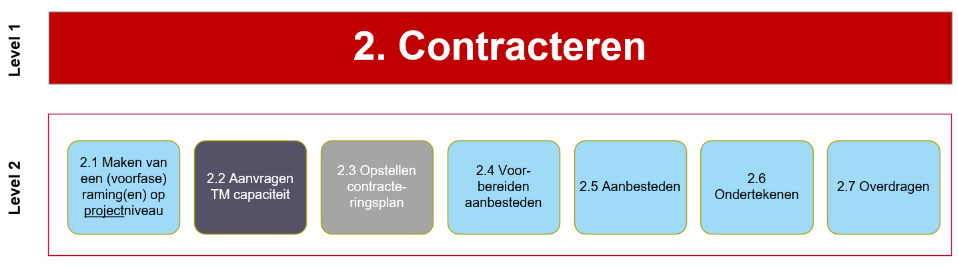 Level 1
2. Contracteren
Level 2
2.1 Maken van
een (voorfase)
raming(en) op
projectniveau
2.2 Aanvragen
TM capaciteit
2.3 Opstellen
contracte-
ringsplan
2.4 Voor-
bereiden
aanbesteden
2.5 Aanbesteden
2.6
Ondertekenen
2.7 Overdragen